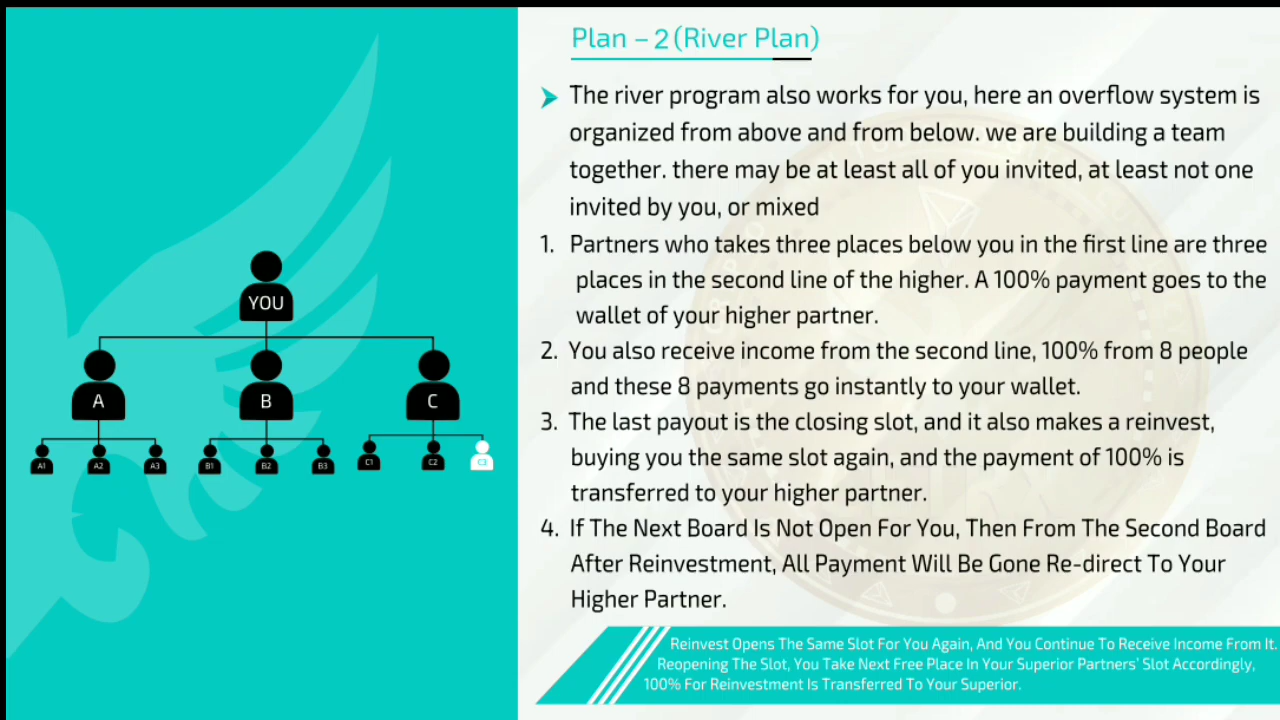 Plan – 2 (River Plan)
The river program also works for you, here an overflow system is
organized from above and from below. we are building a team
together. there may be at least all of you invited, at least not one
invited by you, or mixed
1. Partners who takes three places below you in the first line are three
places in the second line of the higher. A 100% payment goes to the
wallet of your higher partner.
2. You also receive income from the second line, 100% from 8 people
and these 8 payments go instantly to your wallet.
3. The last payout is the closing slot, and it also makes a reinvest,
buying you the same slot again, and the payment of 100% is
transferred to your higher partner.
4. If The Next Board Is Not Open For You, Then From The Second Board
After Reinvestment, All Payment Will Be Gone Re-direct To Your
Higher Partner.
Reinvest Opens The Same Slot For You Again, And You Continue To Receive Income From It.
Reopening The Slot, You Take Next Free Place In Your Superior Partners' Slot Accordingly,
100% For Reinvestment Is Transferred To Your Superior.
YOU
A B C
A1 A2 A3 B1 B2 B3 C1 C2 C3